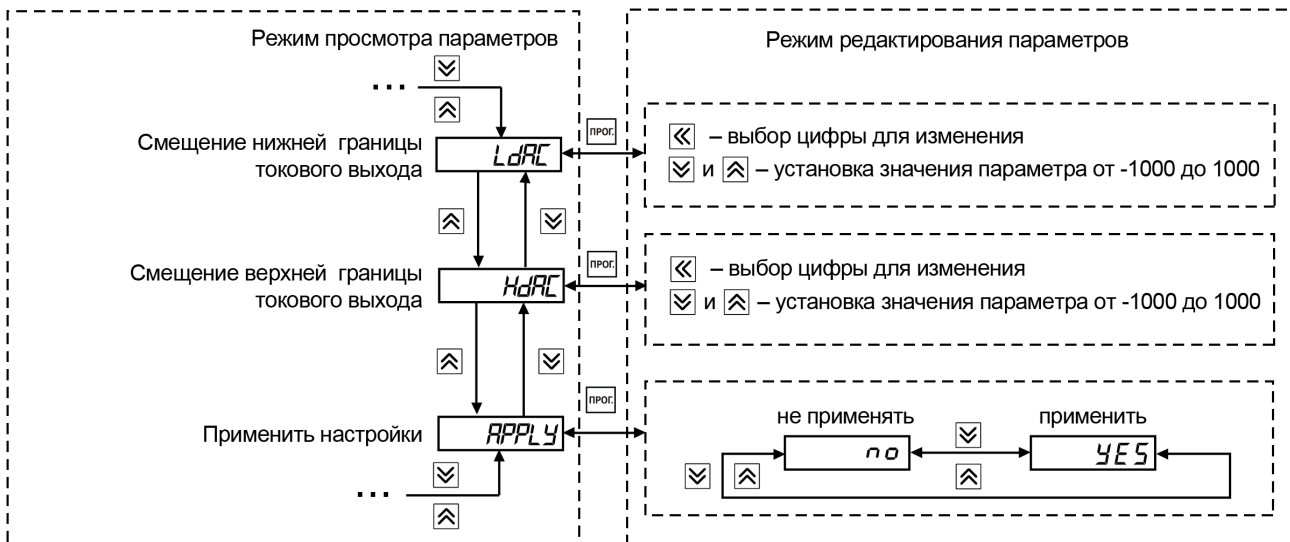 Режим просмотра параметров
Режим редактирования параметров
...
Смещение нижней границы
токового выхода
LdAC
ПРОГ.
– выбор цифры для изменения
и – установка значения параметра от -1000 до 1000
Смещение верхней границы
токового выхода
HdAC
ПРОГ.
– выбор цифры для изменения
и – установка значения параметра от -1000 до 1000
Применить настройки
APPLY
ПРОГ.
не применять
применить
no
YES
...